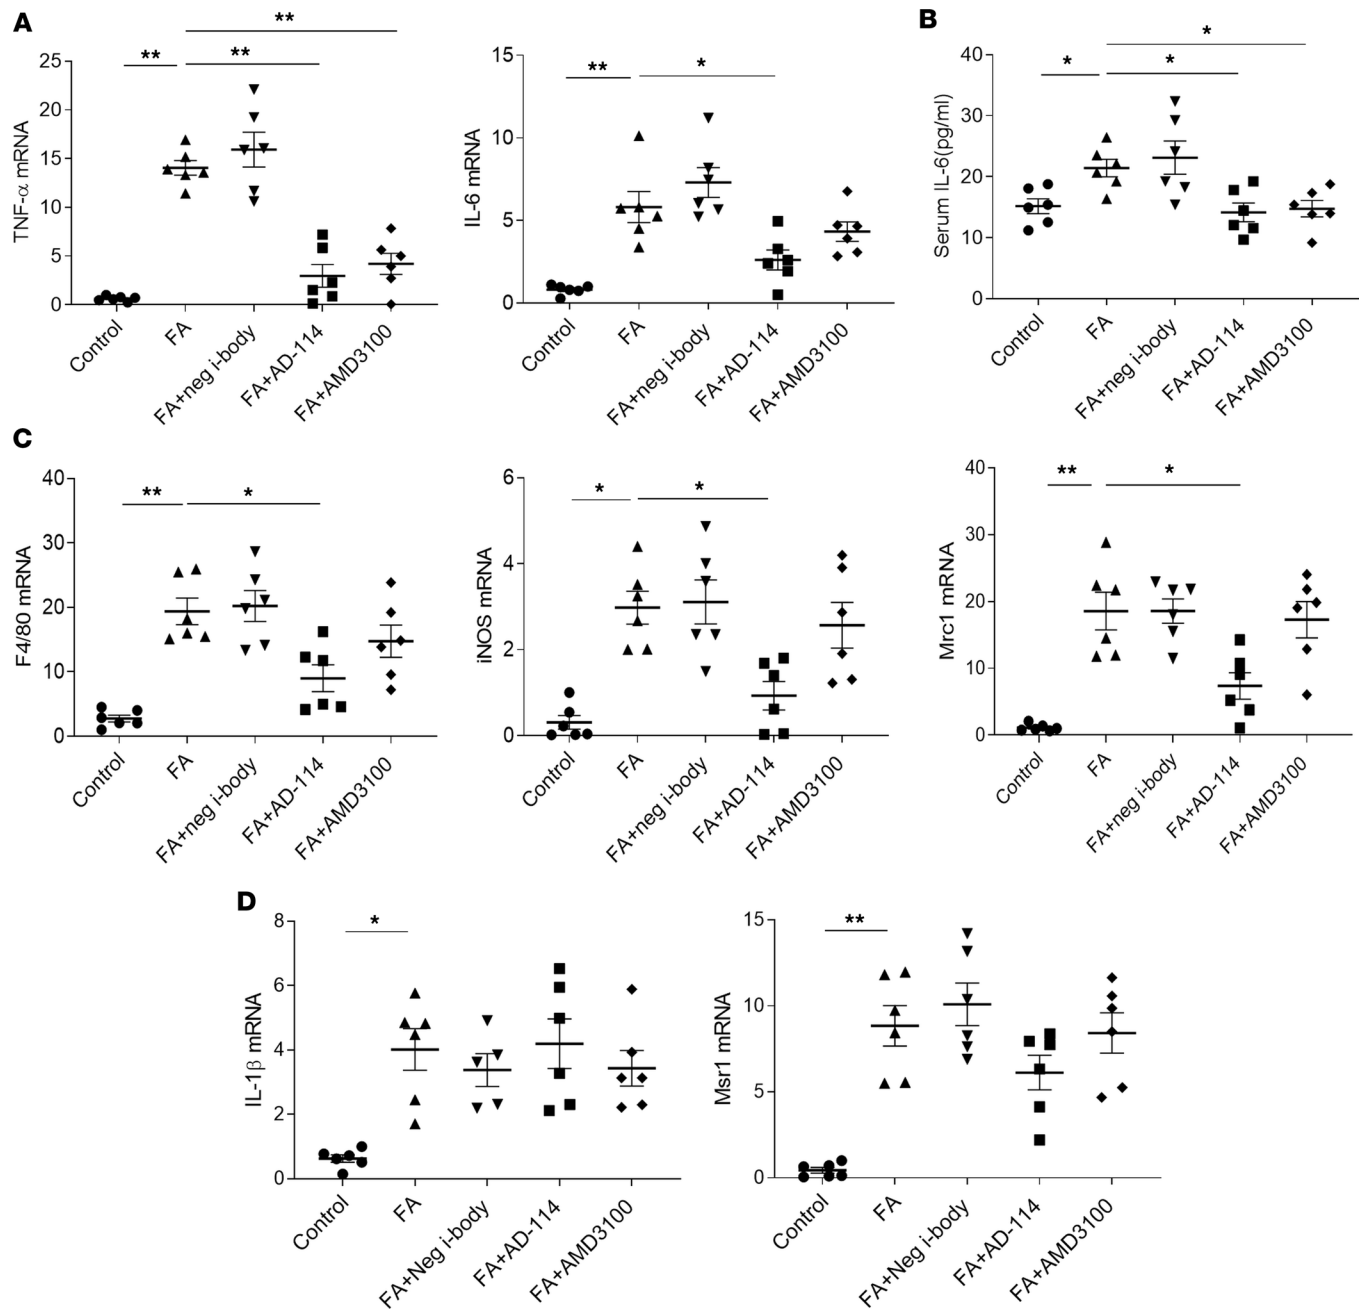 A
**
**
**
TNF-α mRNA
25
20
15
10
5
0
Control
FA
FA+neg i-body
FA+AD-114
FA+AMD3100
**
*
IL-6 mRNA
15
10
5
0
Control
FA
FA+neg i-body
FA+AD-114
FA+AMD3100
B
*
*
*
Serum IL-6(pg/ml)
40
30
20
10
0
Control
FA
FA+neg i-body
FA+AD-114
FA+AMD3100
C
**
*
F4/80 mRNA
40
30
20
10
0
Control
FA
FA+neg i-body
FA+AD-114
FA+AMD3100
*
*
iNOS mRNA
6
4
2
0
Control
FA
FA+neg i-body
FA+AD-114
FA+AMD3100
**
*
Mrc1 mRNA
40
30
20
10
0
Control
FA
FA+neg i-body
FA+AD-114
FA+AMD3100
D
*
IL-1β mRNA
8
6
4
2
0
Control
FA
FA+Neg i-body
FA+AD-114
FA+AMD3100
**
Msr1 mRNA
15
10
5
0
Control
FA
FA+Neg i-body
FA+AD-114
FA+AMD3100